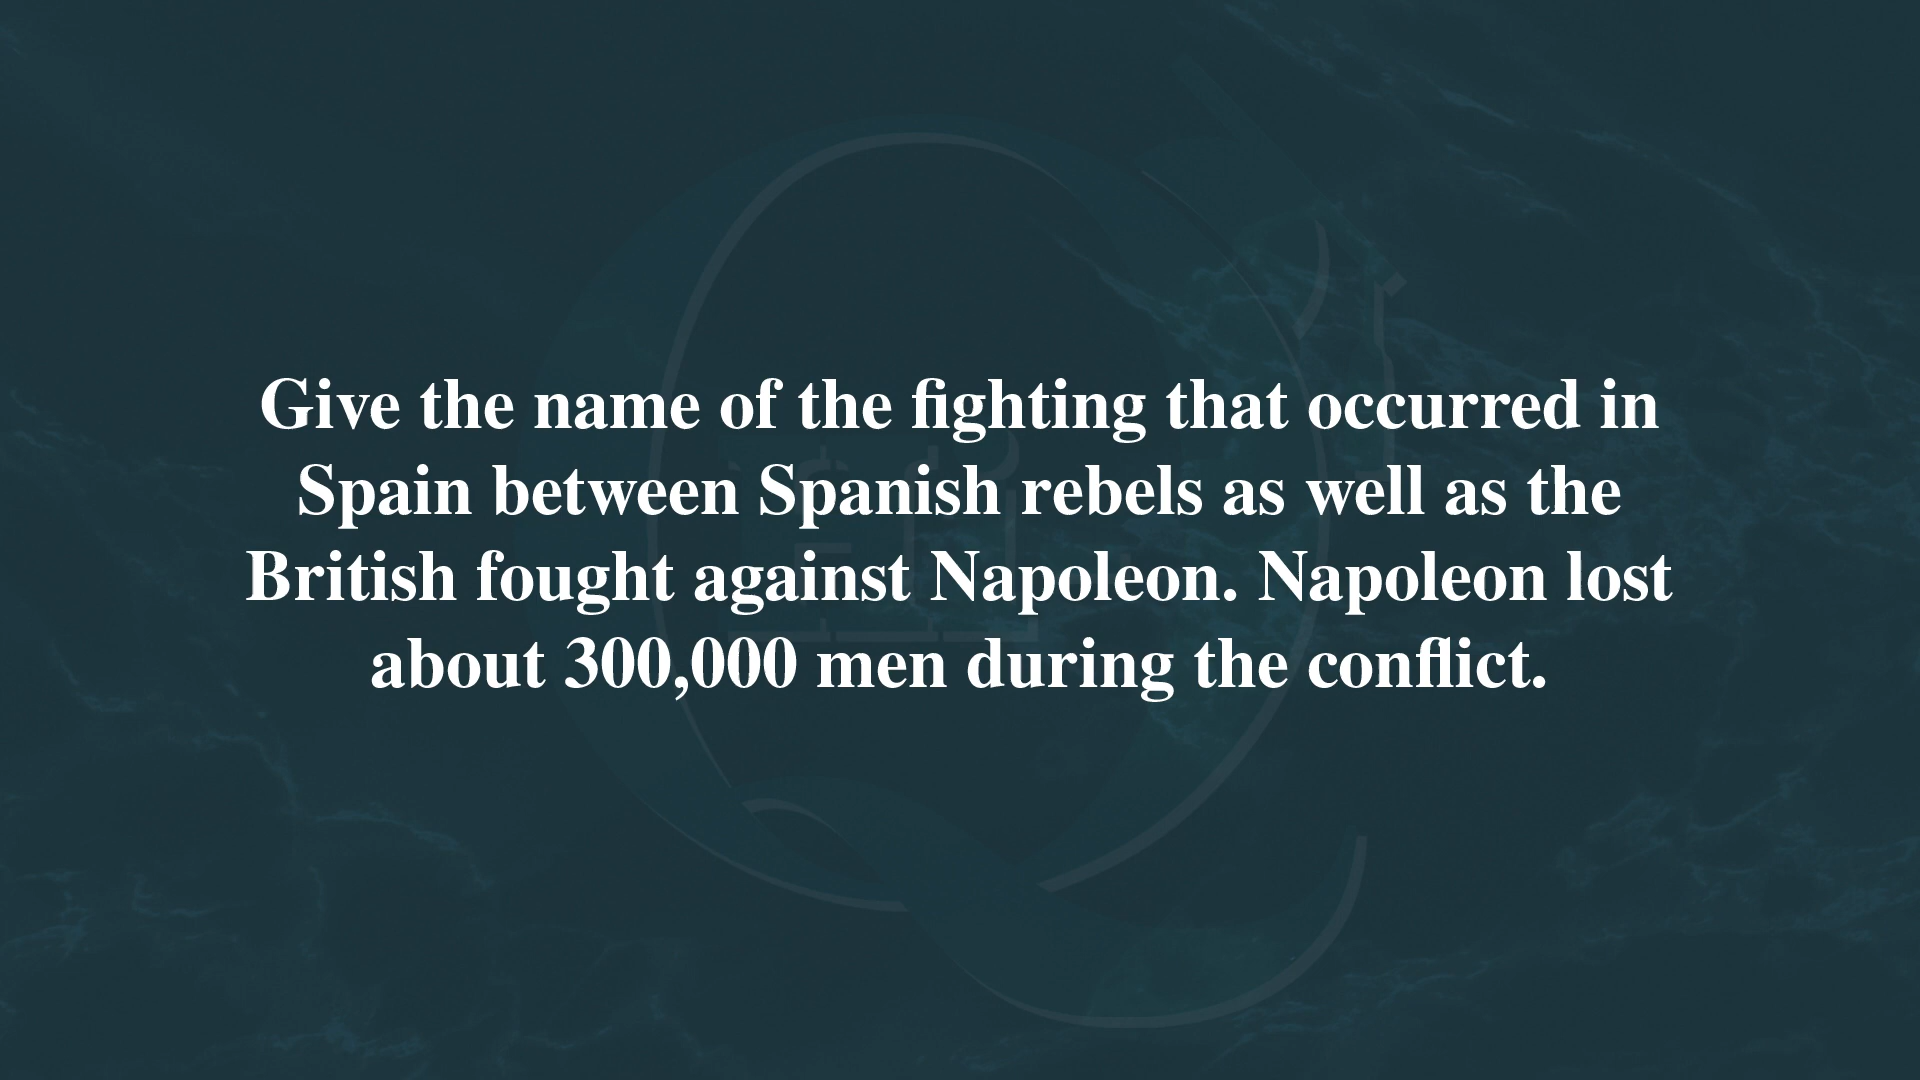 Give the name of the fighting that occurred in
Spain between Spanish rebels as well as the
British fought against Napoleon. Napoleon lost
about 300,000 men during the conflict.